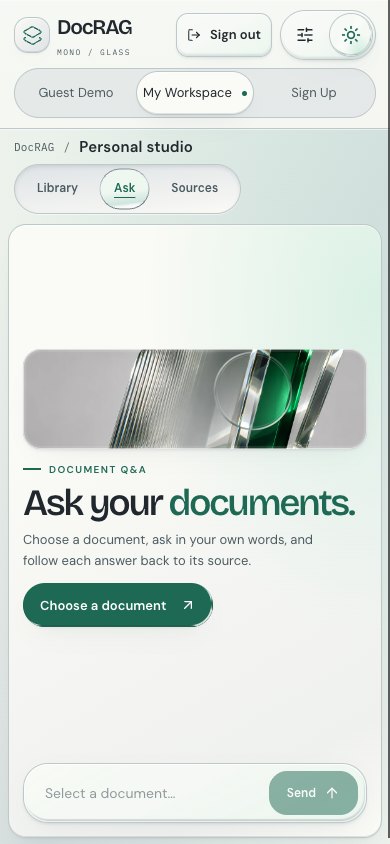 DocRAG
MONO / GLASS
Sign out
Guest Demo
My Workspace
Sign Up
DocRAG / Personal studio
Library
Ask
Sources
DOCUMENT Q&A
Ask your documents.
Choose a document, ask in your own words, and
follow each answer back to its source.
Choose a document
Select a document...
Send